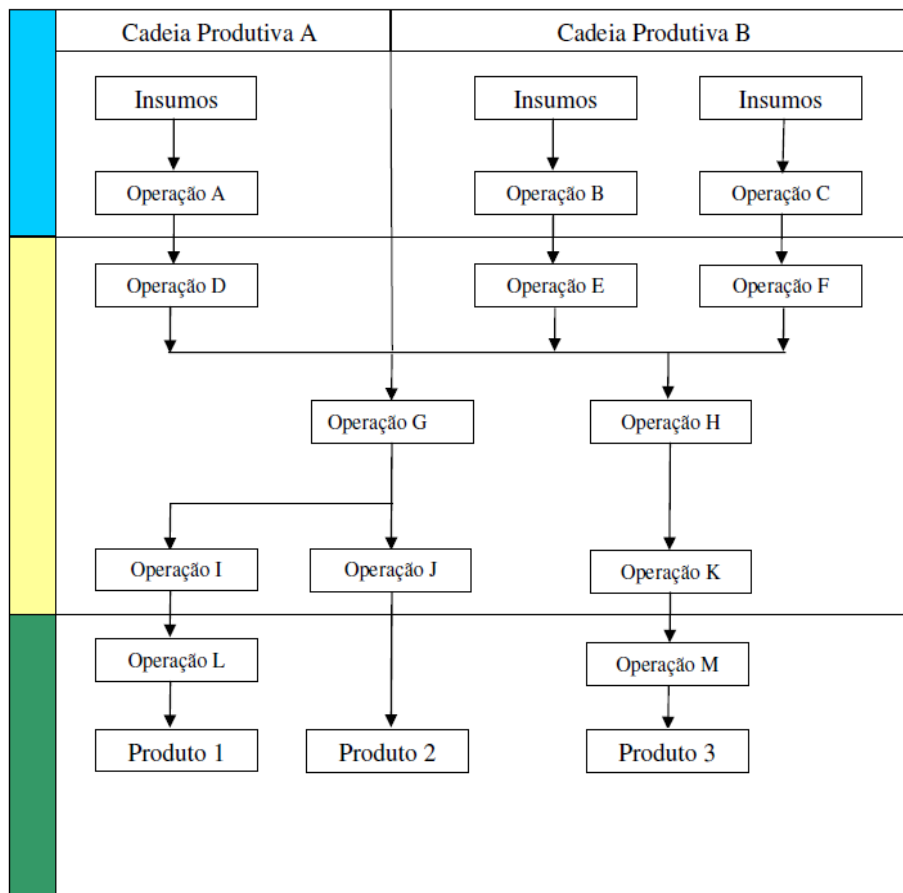 Cadeia Produtiva A
Cadeia Produtiva B
Insumos
Insumos
Insumos
Operação A
Operação B
Operação C
Operação D
Operação E
Operação F
Operação G
Operação H
Operação I
Operação J
Operação K
Operação L
Operação M
Produto 1
Produto 2
Produto 3